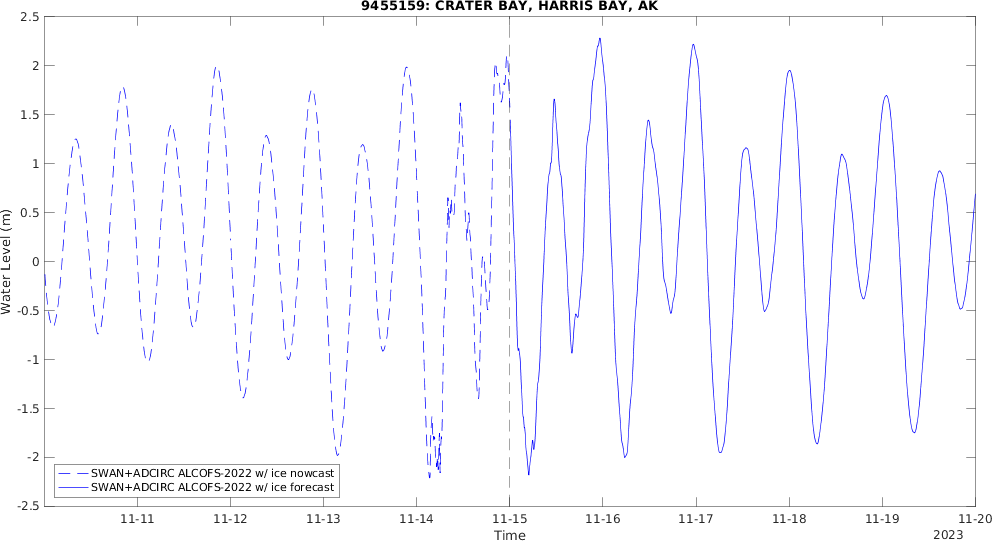 9455159: CRATER BAY, HARRIS BAY, AK
2.5
2
1.5
1
0.5
0
-0.5
-1
-1.5
-2
-2.5
Water Level (m)
SWAN+ADCIRC ALCOFS-2022 w/ ice nowcast
SWAN+ADCIRC ALCOFS-2022 w/ ice forecast
11-11 11-12 11-13 11-14 11-15 11-16 11-17 11-18 11-19 11-20
Time
2023